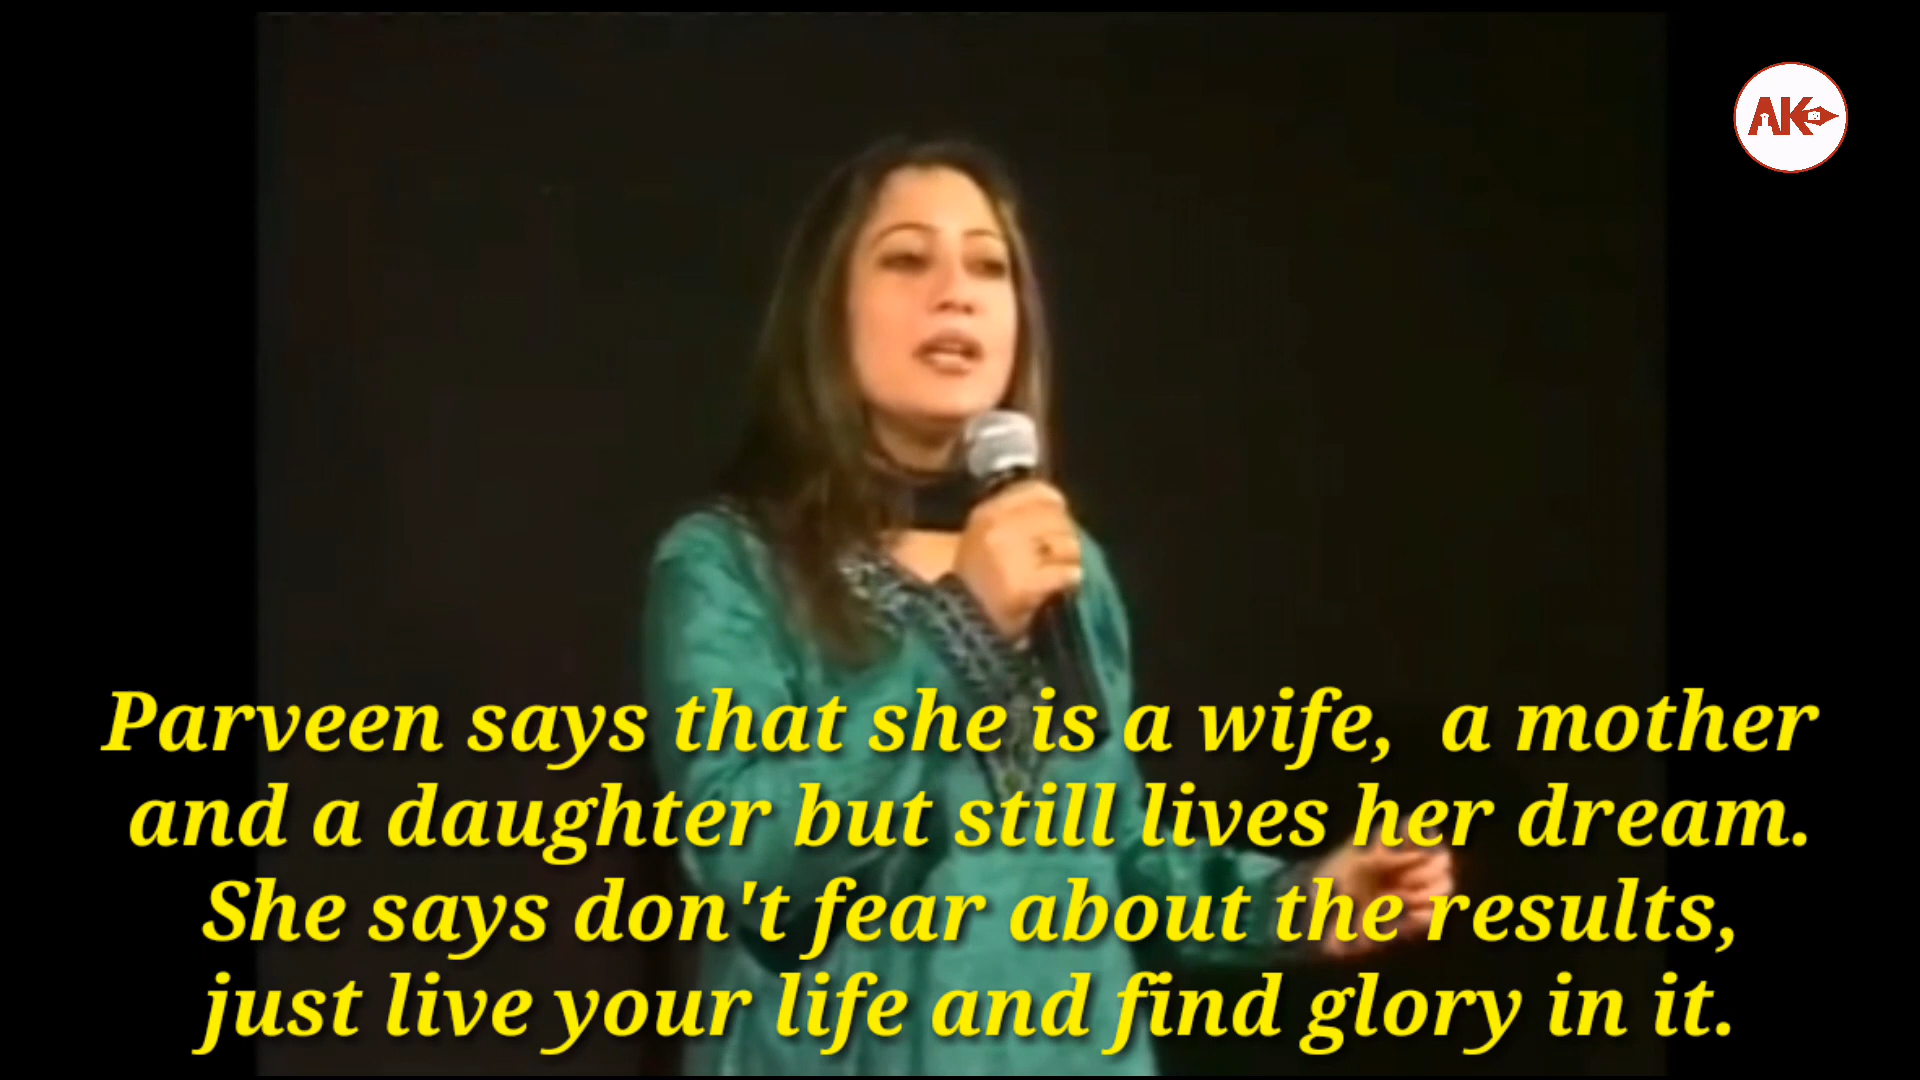 AK
Parveen says that she is a wife, a mother
and a daughter but still lives her dream.
She says don't fear about the results,
just live your life and find glory in it.